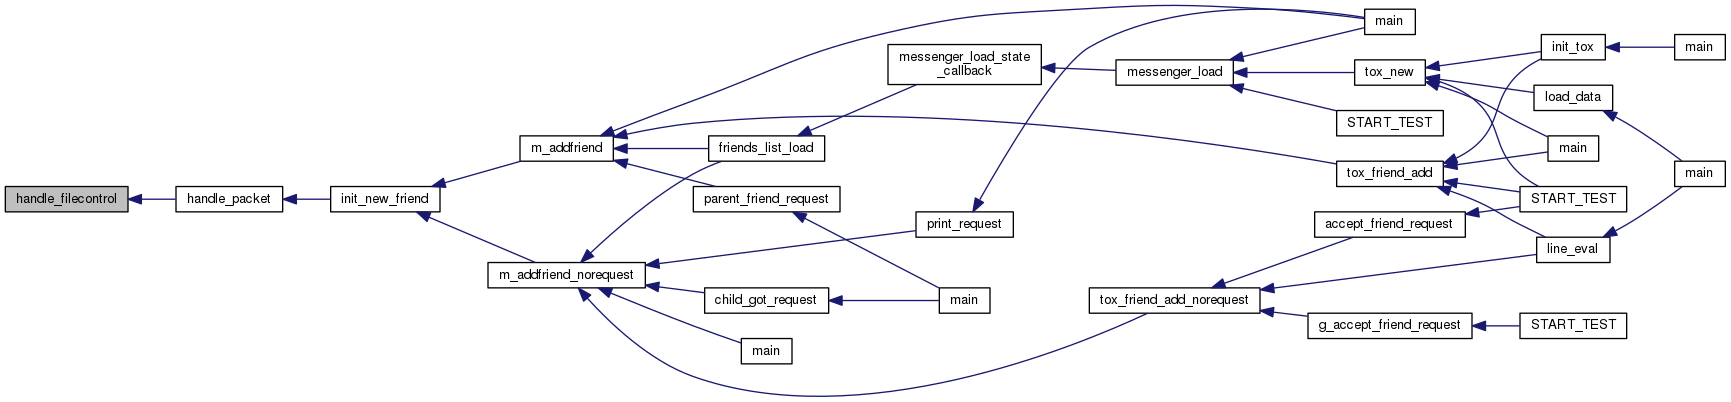 handle_filecontrol
handle_packet
init_new_friend
m_addfriend
m_addfriend_norequest
friends_list_load
parent_friend_request
child_got_request
main
messenger_load_state
_callback
print_request
main
messenger_load
tox_friend_add_norequest
main
tox_new
START_TEST
tox_friend_add
accept_friend_request
g_accept_friend_request
init_tox
load_data
main
START_TEST
line_eval
START_TEST
main
main